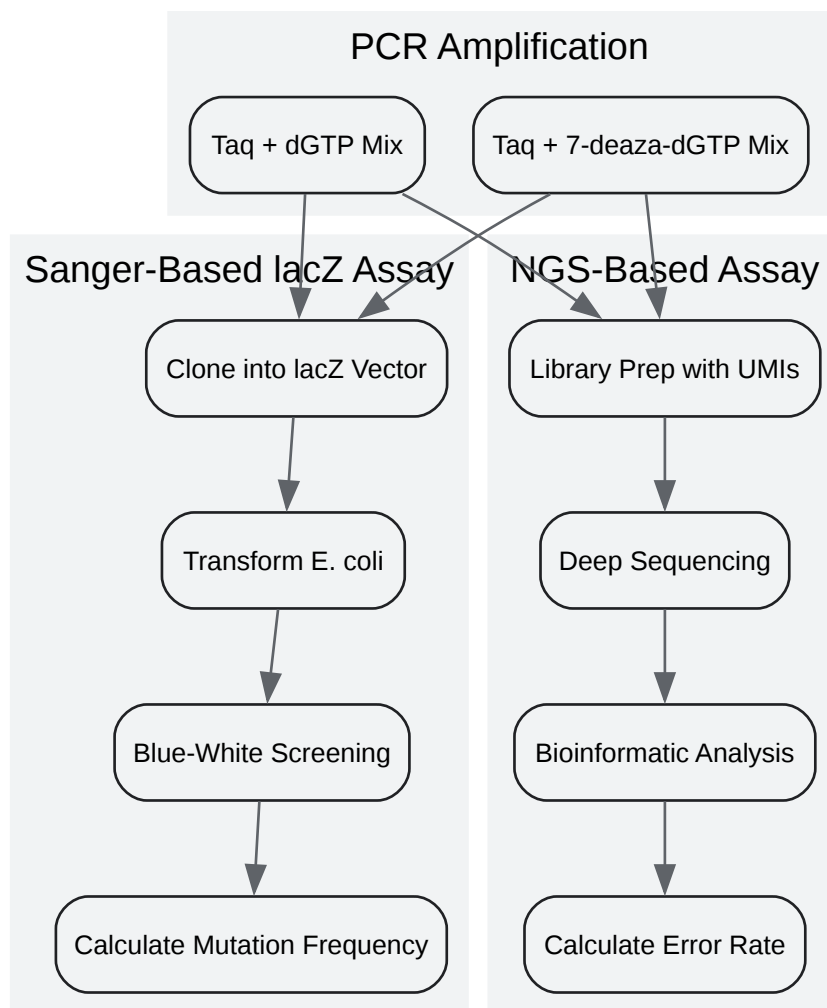 PCR Amplification
Taq + dGTP Mix
Taq + 7-deaza-dGTP Mix
Sanger-Based lacZ Assay
NGS-Based Assay
Clone into lacZ Vector
Library Prep with UMIs
Transform E. coli
Deep Sequencing
Blue-White Screening
Bioinformatic Analysis
Calculate Mutation Frequency
Calculate Error Rate